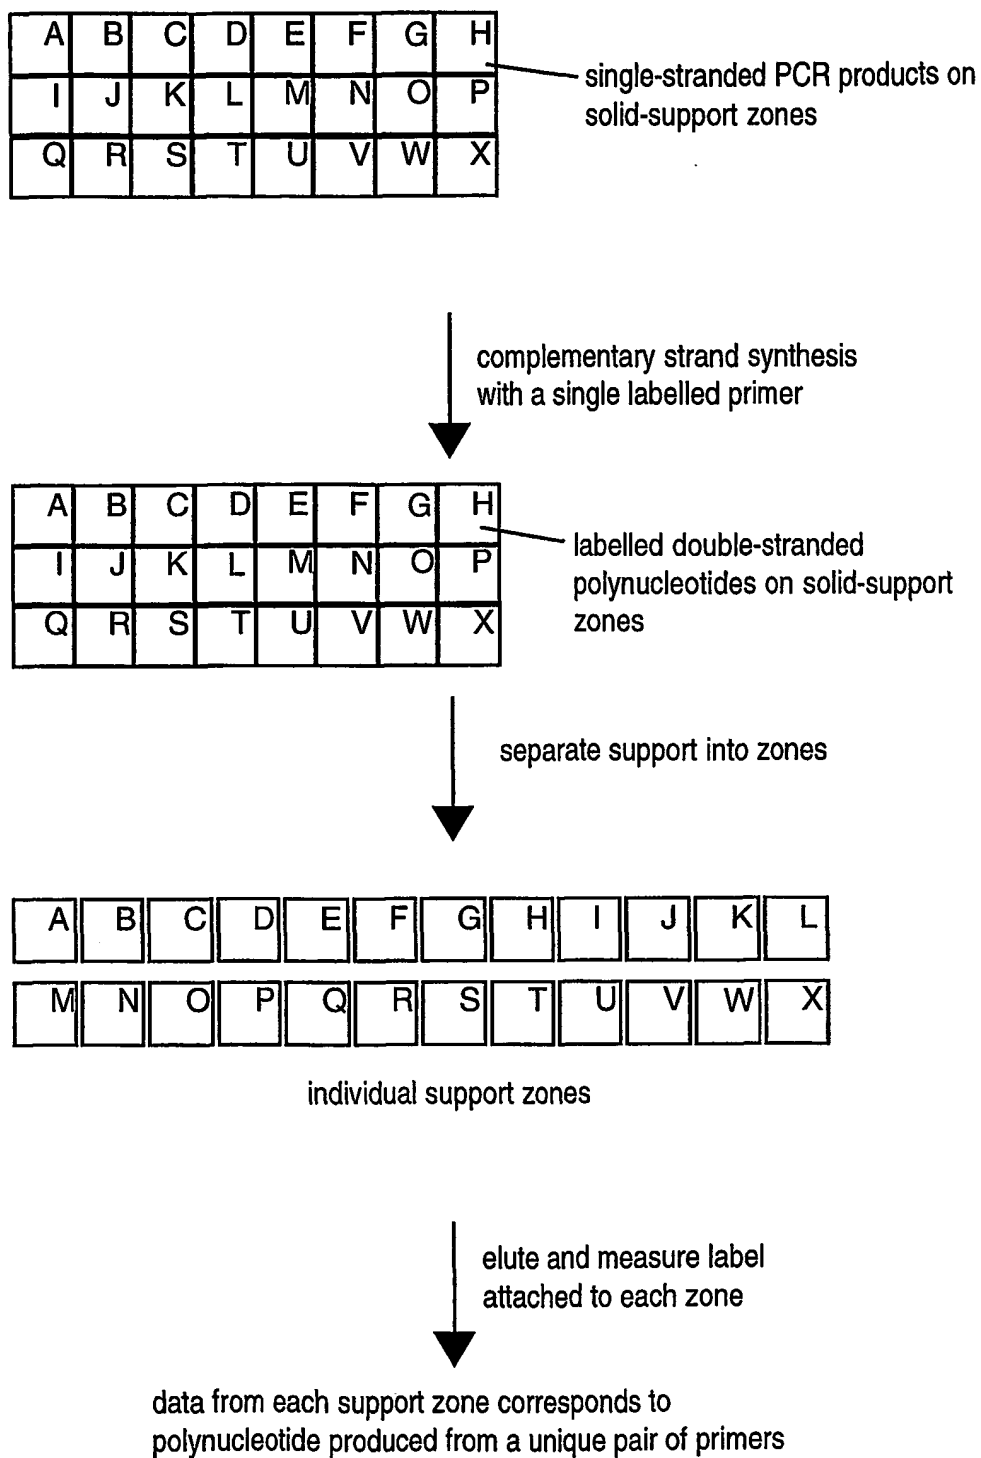 A B C D E F G H
I J K L M N O P
Q R S T U V W X
single-stranded PCR products on
solid-support zones
complementary strand synthesis
with a single labelled primer
A B C D E F G H
I J K L M N O P
Q R S T U V W X
labelled double-stranded
polynucleotides on solid-support
zones
separate support into zones
A B C D E F G H I J K L
M N O P Q R S T U V W X
individual support zones
elute and measure label
attached to each zone
data from each support zone corresponds to
polynucleotide produced from a unique pair of primers